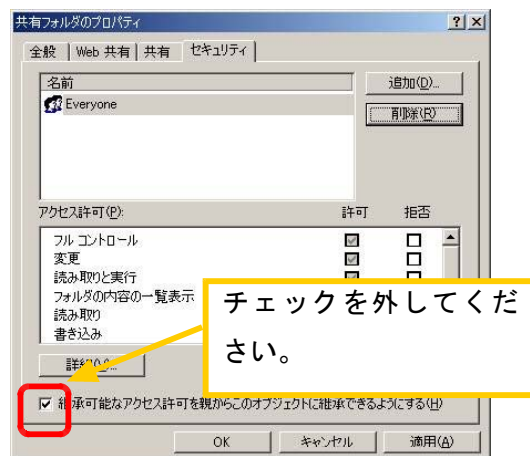 共有フォルダのプロパティ
全般 Web 共有 共有 セキュリティ
名前
追加(D)...
Everyone
削除(R)
アクセス許可(P):
許可 拒否
フル コントロール
変更
読み取りと実行
フォルダの内容の一覧表示
読み取り
書き込み
チェックを外してくだ
さい。
継承可能なアクセス許可を親からこのオブジェクトに継承できるようにする(H)
OK キャンセル 適用(A)